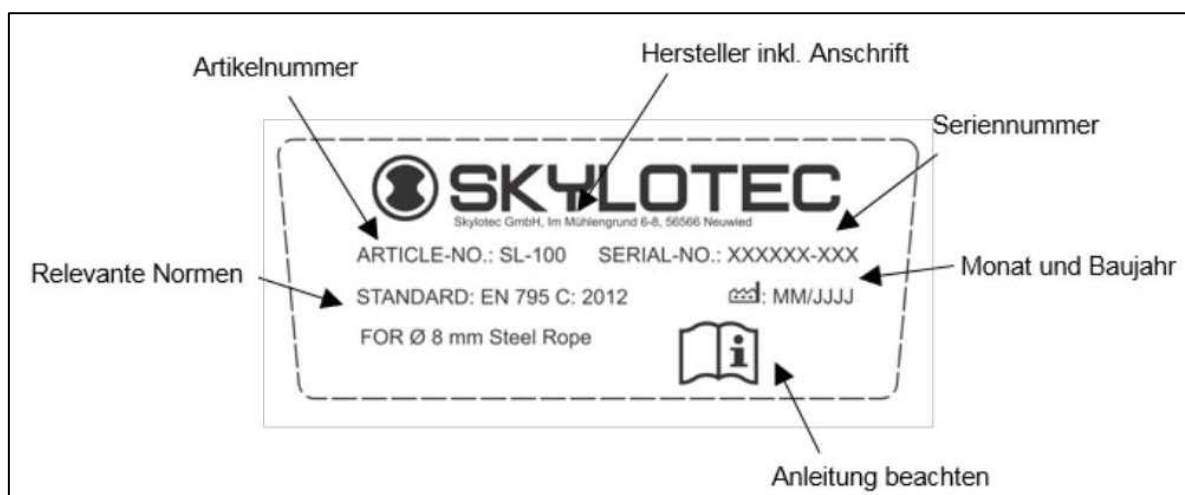 Hersteller inkl. Anschrift
Artikelnummer
Seriennummer
SKYLOTEC
Skylotec GmbH, Im Mühlengrund 6-8, 56566 Neuwied
ARTICLE-NO.: SL-100 SERIAL-NO.: XXXXXX-XXX
Relevante Normen
Monat und Baujahr
STANDARD: EN 795 C: 2012 : MM/JJJJ
FOR Ø 8 mm Steel Rope
i
Anleitung beachten